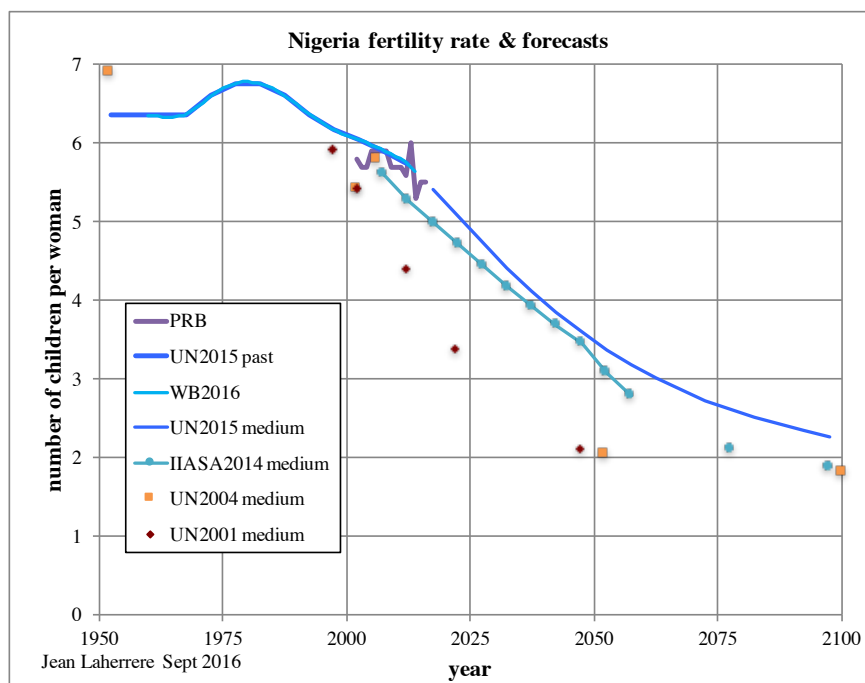 Nigeria fertility rate & forecasts
7
6
5
4
3
2
1
0
number of children per woman
PRB
UN2015 past
WB2016
UN2015 medium
IIASA2014 medium
UN2004 medium
UN2001 medium
1950 1975 2000 2025 2050 2075 2100
Jean Laherrere Sept 2016
year